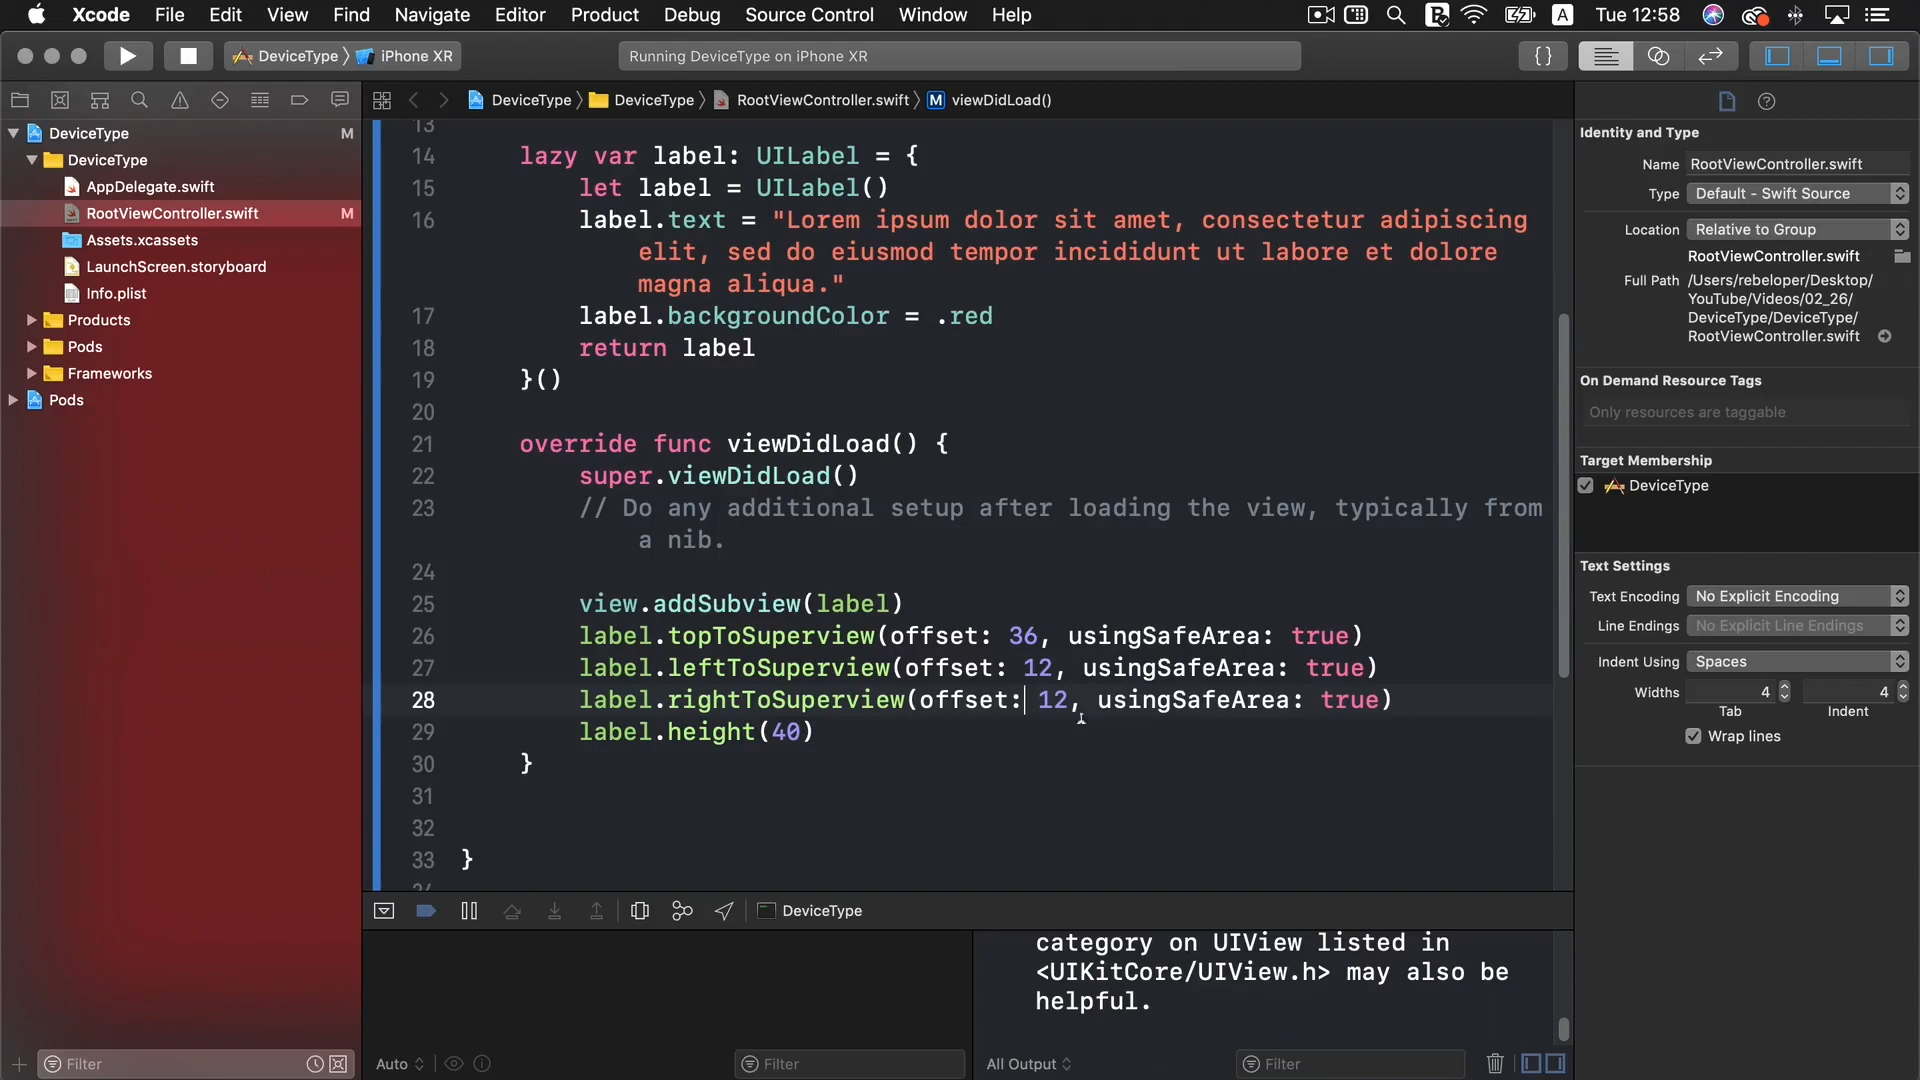 Xcode File Edit View Find Navigate Editor Product Debug Source Control Window Help A Tue 12:58
DeviceType iPhone XR Running DeviceType on iPhone XR {}
DeviceType DeviceType RootViewController.swift M viewDidLoad()
DeviceType M
DeviceType
AppDelegate.swift
RootViewController.swift M
Assets.xcassets
LaunchScreen.storyboard
Info.plist
Products
Pods
Frameworks
Pods
Filter
13
14 lazy var label: UILabel = {
15 let label = UILabel()
16 label.text = "Lorem ipsum dolor sit amet, consectetur adipiscing
elit, sed do eiusmod tempor incididunt ut labore et dolore
magna aliqua."
17 label.backgroundColor = .red
18 return label
19 }()
20
21 override func viewDidLoad() {
22 super.viewDidLoad()
23 // Do any additional setup after loading the view, typically from
a nib.
24
25 view.addSubview(label)
26 label.topToSuperview(offset: 36, usingSafeArea: true)
27 label.leftToSuperview(offset: 12, usingSafeArea: true)
28 label.rightToSuperview(offset: 12, usingSafeArea: true)
29 label.height(40)
30 }
31
32
33 }
DeviceType
category on UIView listed in
<UIKitCore/UIView.h> may also be
helpful.
Auto Filter All Output Filter
Identity and Type
Name RootViewController.swift
Type Default - Swift Source
Location Relative to Group
RootViewController.swift
Full Path /Users/rebeloper/Desktop/
YouTube/Videos/02_26/
DeviceType/DeviceType/
RootViewController.swift
On Demand Resource Tags
Only resources are taggable
Target Membership
DeviceType
Text Settings
Text Encoding No Explicit Encoding
Line Endings No Explicit Line Endings
Indent Using Spaces
Widths 4 4
Tab Indent
Wrap lines